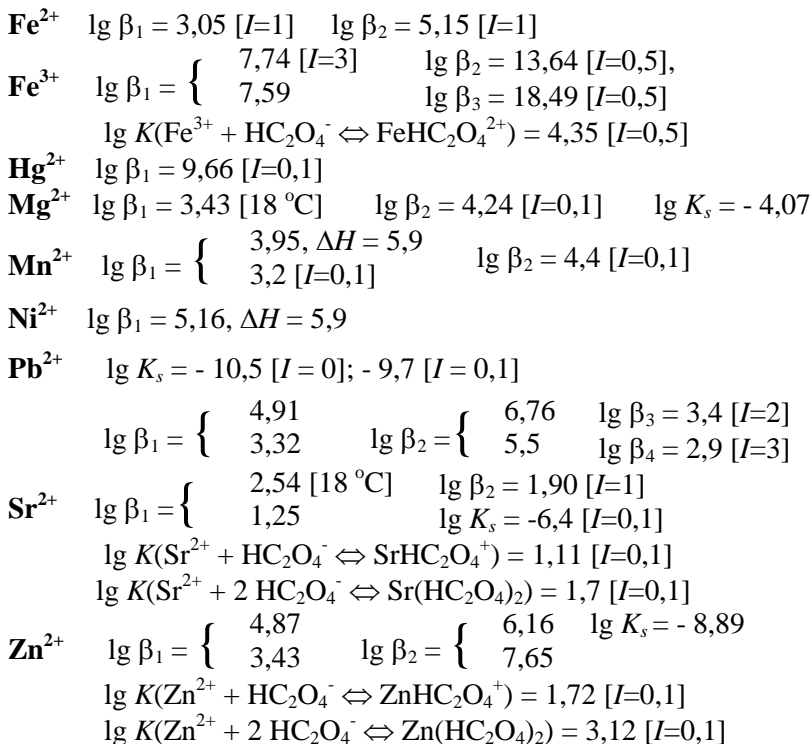 Fe²⁺ lg β₁ = 3,05 [I=1] lg β₂ = 5,15 [I=1]
Fe³⁺ lg β₁ = { 7,74 [I=3] lg β₂ = 13,64 [I=0,5],
7,59 lg β₃ = 18,49 [I=0,5]
lg K(Fe³⁺ + HC₂O₄⁻ ⇔ FeHC₂O₄²⁺) = 4,35 [I=0,5]
Hg²⁺ lg β₁ = 9,66 [I=0,1]
Mg²⁺ lg β₁ = 3,43 [18 °C] lg β₂ = 4,24 [I=0,1] lg Kₛ = - 4,07
Mn²⁺ lg β₁ = { 3,95, ΔH = 5,9 lg β₂ = 4,4 [I=0,1]
3,2 [I=0,1]
Ni²⁺ lg β₁ = 5,16, ΔH = 5,9
Pb²⁺ lg Kₛ = - 10,5 [I = 0]; - 9,7 [I = 0,1]
lg β₁ = { 4,91 lg β₂ = { 6,76 lg β₃ = 3,4 [I=2]
3,32 5,5 lg β₄ = 2,9 [I=3]
Sr²⁺ lg β₁ = { 2,54 [18 °C] lg β₂ = 1,90 [I=1]
1,25 lg Kₛ = -6,4 [I=0,1]
lg K(Sr²⁺ + HC₂O₄⁻ ⇔ SrHC₂O₄⁺) = 1,11 [I=0,1]
lg K(Sr²⁺ + 2 HC₂O₄⁻ ⇔ Sr(HC₂O₄)₂) = 1,7 [I=0,1]
Zn²⁺ lg β₁ = { 4,87 lg β₂ = { 6,16 lg Kₛ = - 8,89
3,43 7,65
lg K(Zn²⁺ + HC₂O₄⁻ ⇔ ZnHC₂O₄⁺) = 1,72 [I=0,1]
lg K(Zn²⁺ + 2 HC₂O₄⁻ ⇔ Zn(HC₂O₄)₂) = 3,12 [I=0,1]